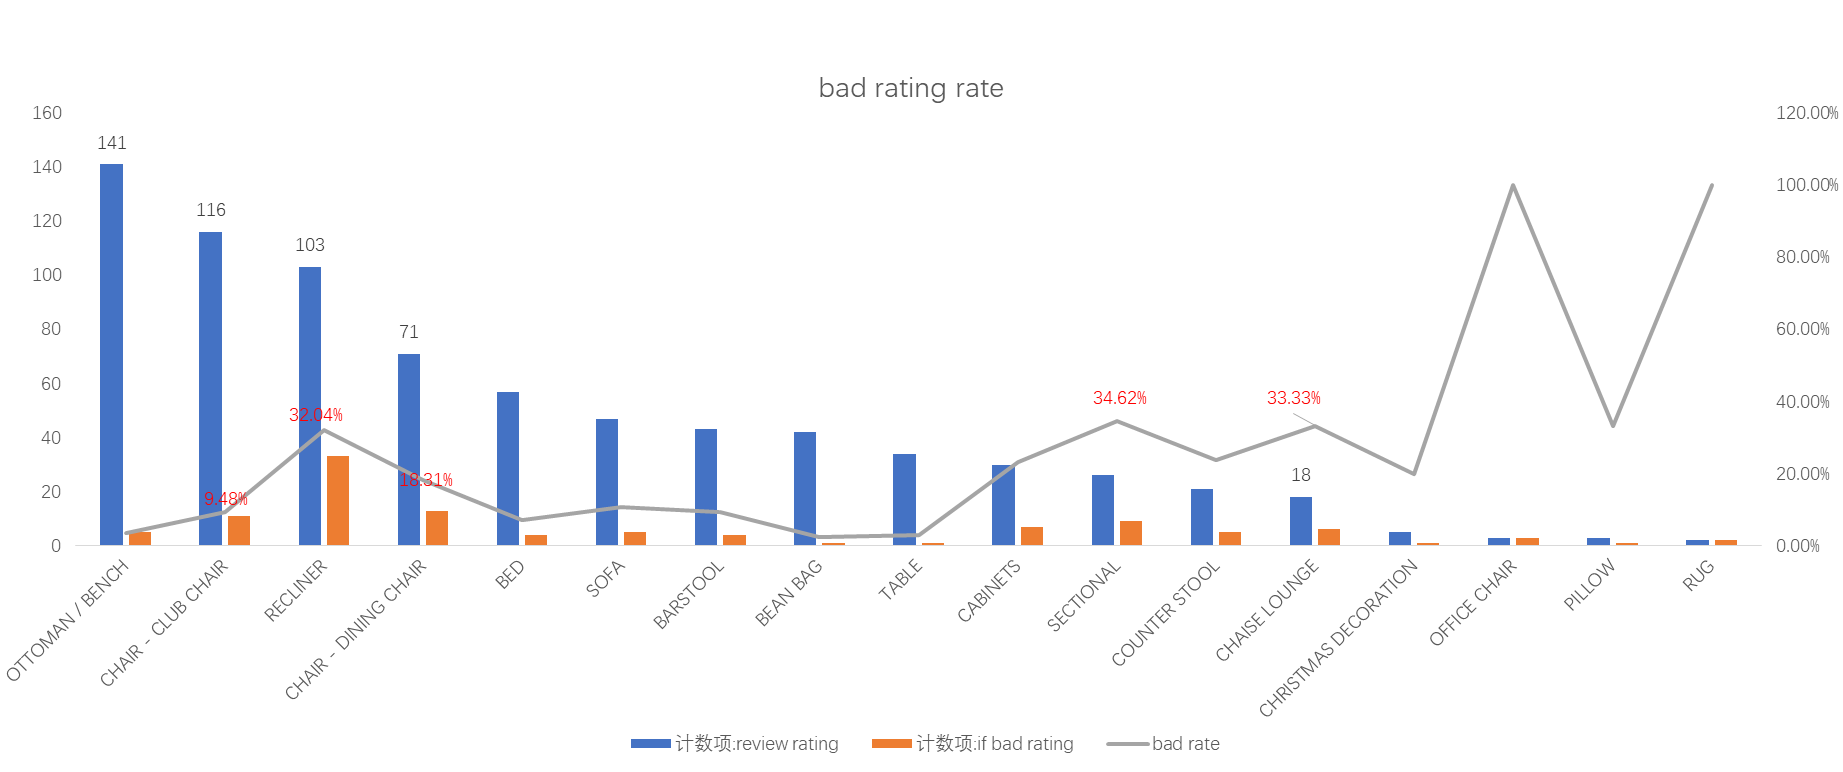 bad rating rate
160
140
120
100
80
60
40
20
0
120.00%
100.00%
80.00%
60.00%
40.00%
20.00%
0.00%
141
116
103
71
18
9.48%
32.04%
18.31%
34.62%
33.33%
OTTOMAN / BENCH
CHAIR - CLUB CHAIR
RECLINER
CHAIR - DINING CHAIR
BED
SOFA
BARSTOOL
BEAN BAG
TABLE
CABINETS
SECTIONAL
COUNTER STOOL
CHAISE LOUNGE
CHRISTMAS DECORATION
OFFICE CHAIR
PILLOW
RUG
计数项:review rating
计数项:if bad rating
bad rate